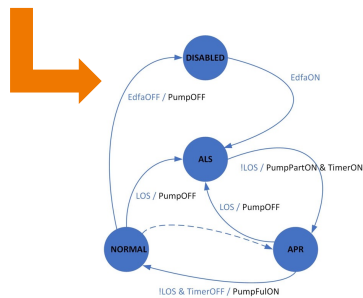 DISABLED
EdfaON
EdfaOFF / PumpOFF
ALS
!LOS / PumpPartON & TimerON
LOS / PumpOFF
LOS / PumpOFF
NORMAL
APR
!LOS & TimerOFF / PumpFulON